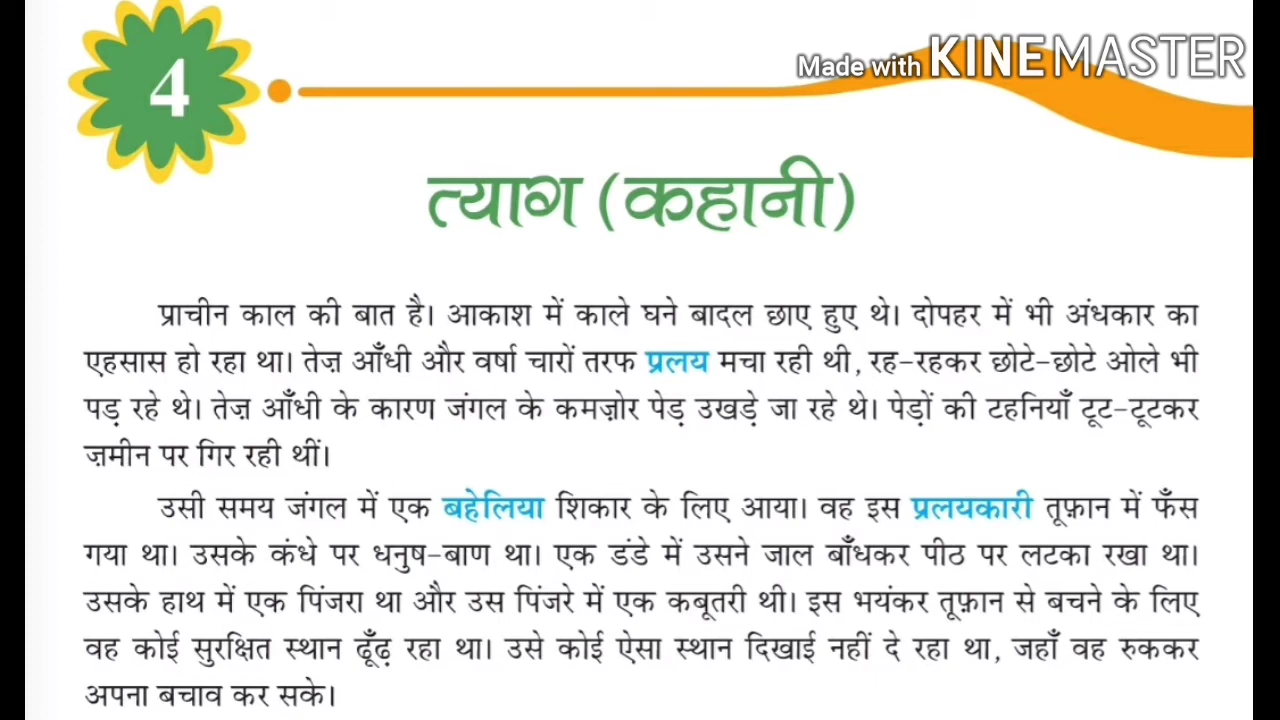 Made with KINEMASTER
4
त्याग (कहानी)
प्राचीन काल की बात है। आकाश में काले घने बादल छाए हुए थे। दोपहर में भी अंधकार का
एहसास हो रहा था। तेज़ आँधी और वर्षा चारों तरफ प्रलय मचा रही थी, रह-रहकर छोटे-छोटे ओले भी
पड़ रहे थे। तेज़ आँधी के कारण जंगल के कमज़ोर पेड़ उखड़े जा रहे थे। पेड़ों की टहनियाँ टूट-टूटकर
ज़मीन पर गिर रही थीं।
उसी समय जंगल में एक बहेलिया शिकार के लिए आया। वह इस प्रलयकारी तूफ़ान में फँस
गया था। उसके कंधे पर धनुष-बाण था। एक डंडे में उसने जाल बाँधकर पीठ पर लटका रखा था।
उसके हाथ में एक पिंजरा था और उस पिंजरे में एक कबूतरी थी। इस भयंकर तूफ़ान से बचने के लिए
वह कोई सुरक्षित स्थान ढूँढ़ रहा था। उसे कोई ऐसा स्थान दिखाई नहीं दे रहा था, जहाँ वह रुककर
अपना बचाव कर सके।